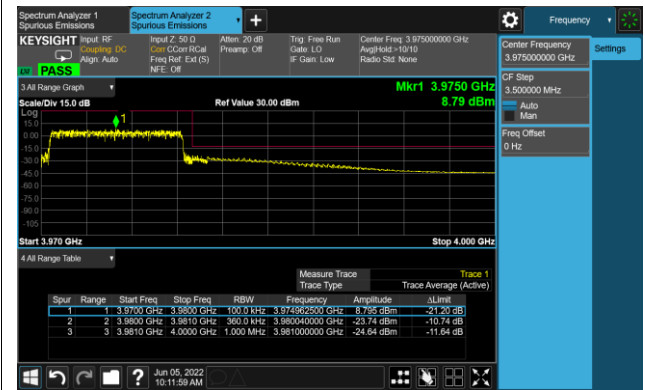 Spectrum Analyzer 1
Spurious Emissions
Spectrum Analyzer 2
Spurious Emissions
Frequency
KEYSIGHT Input: RF
Coupling: DC
Align: Auto
Input Z: 50 Ω
Corr CCorr RCal
Freq Ref: Ext (S)
NFE: Off
Atten: 20 dB
Preamp: Off
Trig: Free Run
Gate: LO
IF Gain: Low
Center Freq: 3.975000000 GHz
Avg|Hold:>10/10
Radio Std: None
PASS
Center Frequency
3.975000000 GHz
Settings
CF Step
3.500000 MHz
Auto
Man
Freq Offset
0 Hz
3 All Range Graph
Mkr1 3.9750 GHz
Scale/Div 15.0 dB
Ref Value 30.00 dBm
8.79 dBm
Log
15.0
0.00
-15.0
-30.0
-45.0
-60.0
-75.0
-90.0
-105
1
Start 3.970 GHz
Stop 4.000 GHz
4 All Range Table
Measure Trace Trace 1
Trace Type Trace Average (Active)
Spur Range Start Freq Stop Freq RBW Frequency Amplitude ΔLimit
1 1 3.9700 GHz 3.9800 GHz 100.0 kHz 3.974962500 GHz 8.795 dBm -21.20 dB
2 2 3.9800 GHz 3.9810 GHz 360.0 kHz 3.980040000 GHz -23.74 dBm -10.74 dB
3 3 3.9810 GHz 4.0000 GHz 1.000 MHz 3.981000000 GHz -24.64 dBm -11.64 dB
Jun 05, 2022
10:11:59 AM